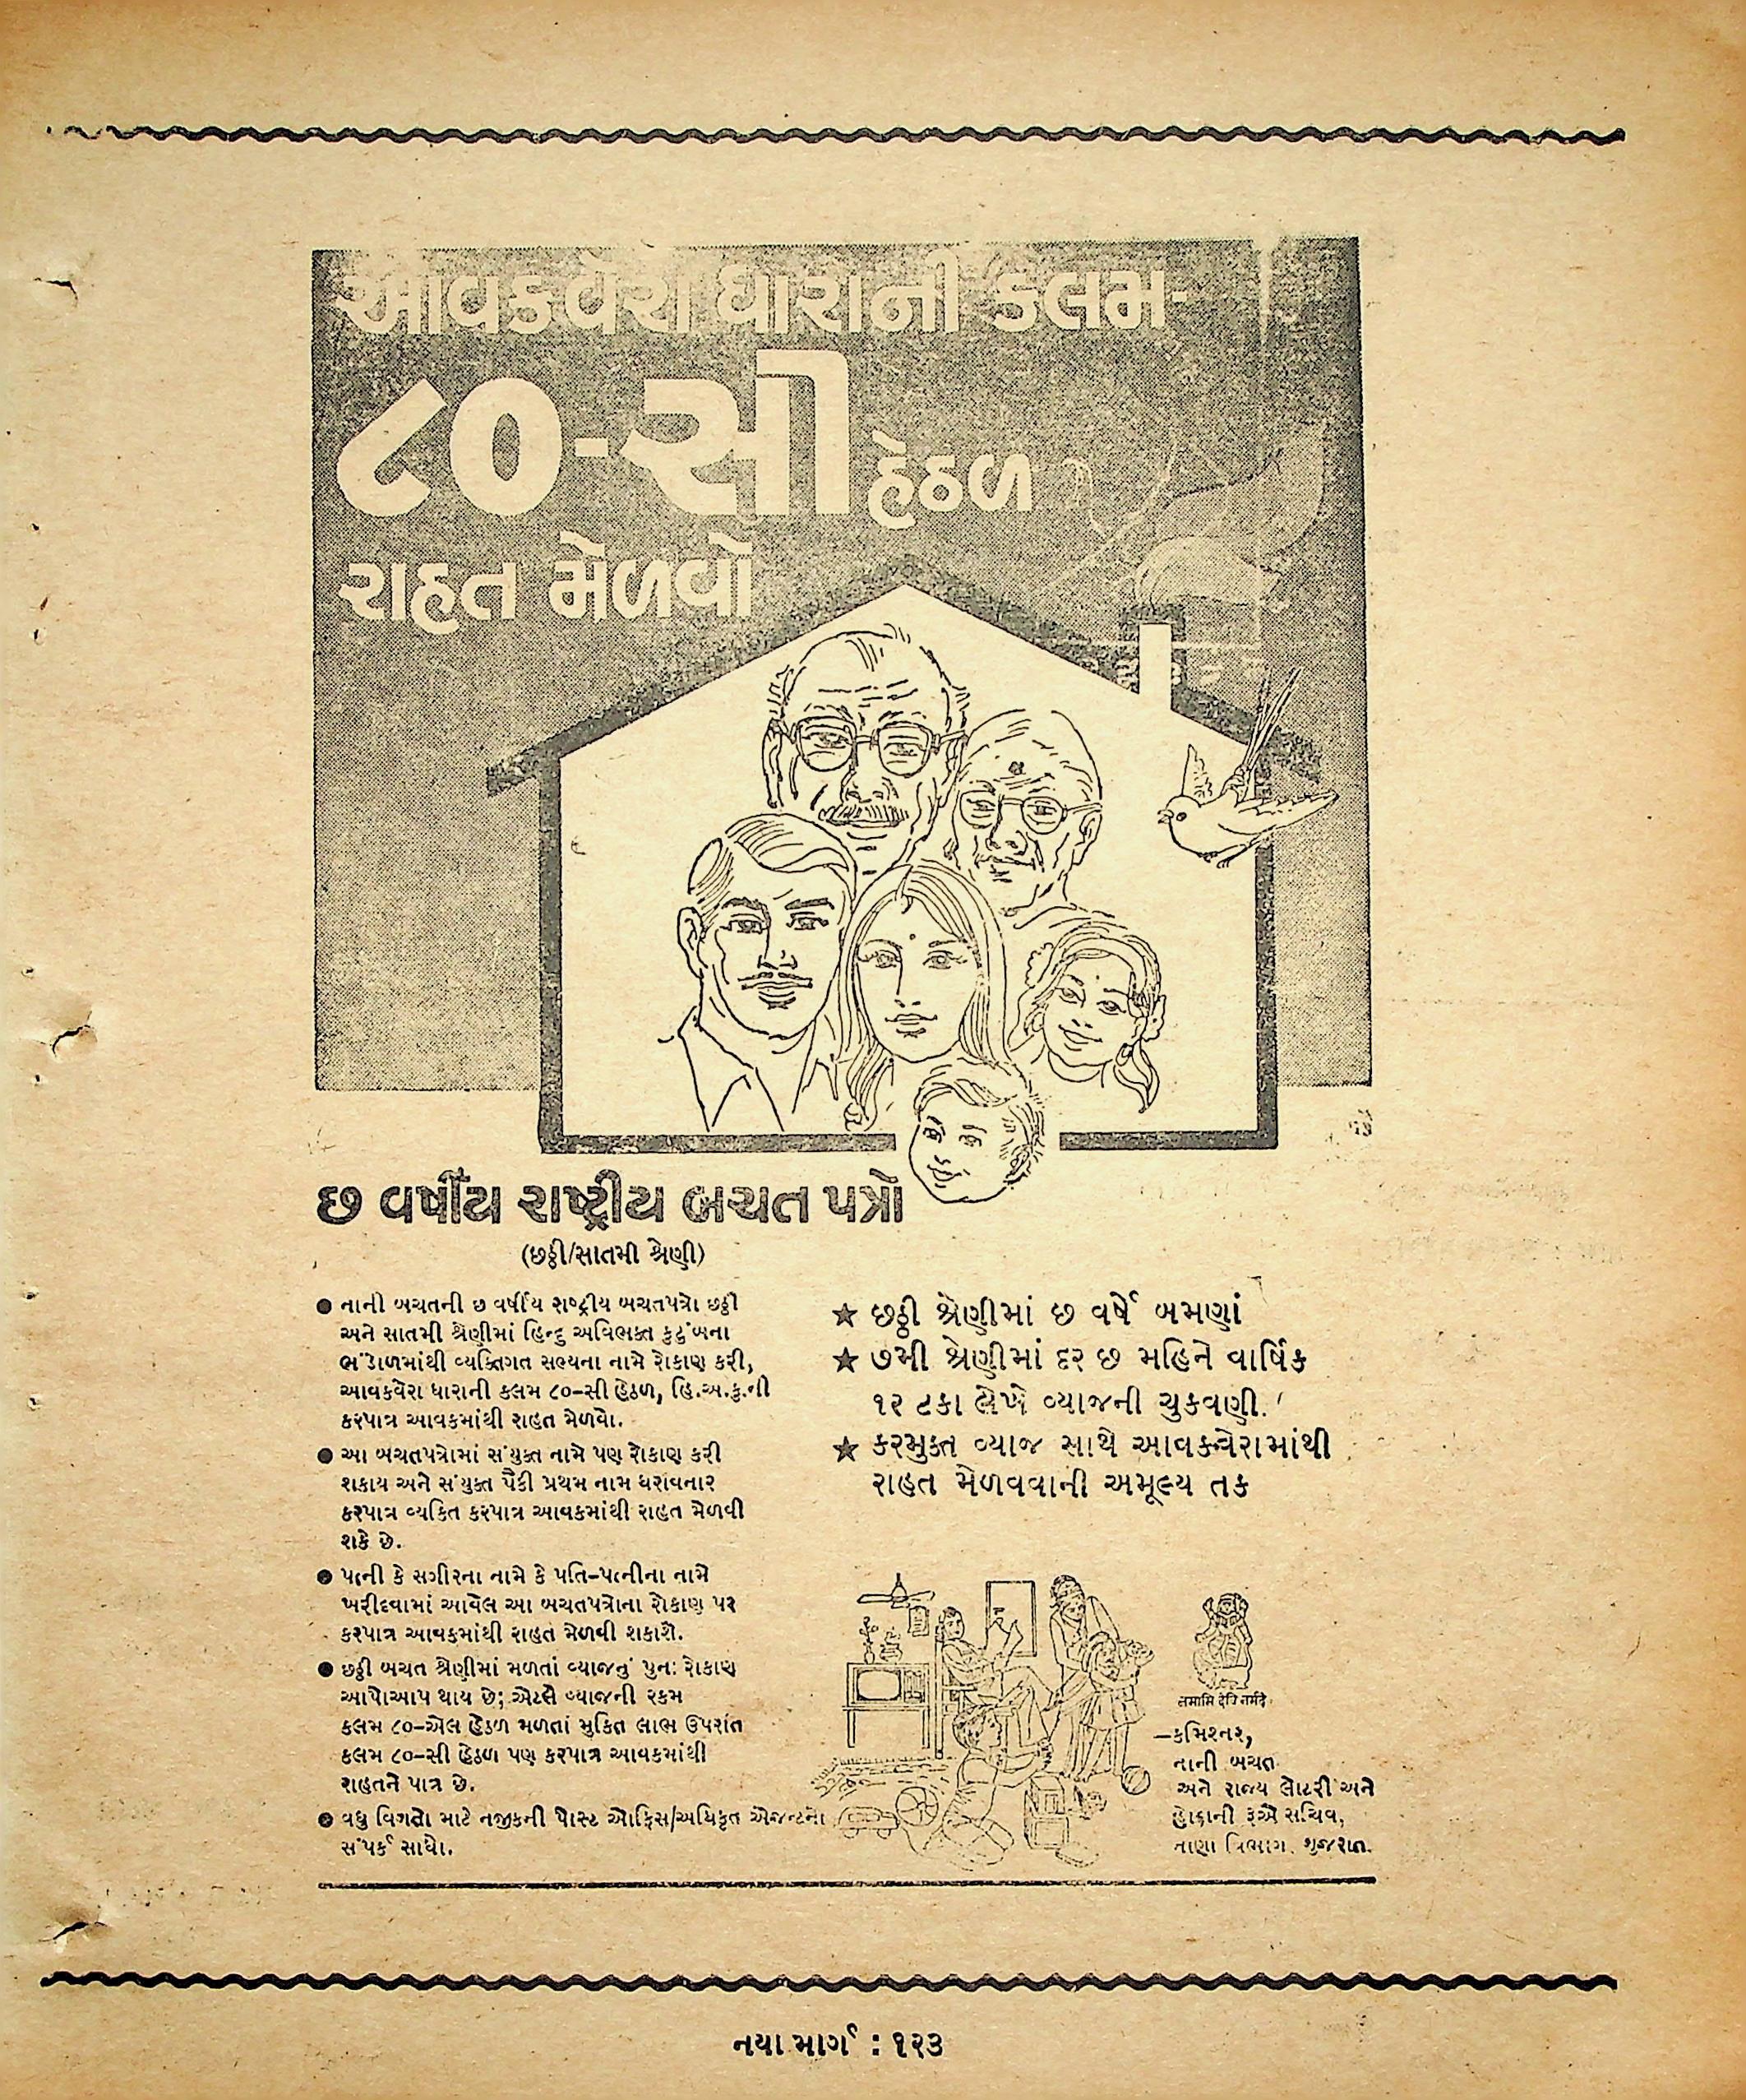 આવકવેરા ધારાની કલમ-
૮૦-સી હેઠળ
રાહત મેળવો
છ વર્ષીય રાષ્ટ્રીય બચત પત્રો
(છઠ્ઠી/સાતમી શ્રેણી)
● નાની બચતની છ વર્ષીય રાષ્ટ્રીય બચતપત્રો છઠ્ઠી
અને સાતમી શ્રેણીમાં હિન્દુ અવિભક્ત કુટુંબના
ભંડોળમાંથી વ્યક્તિગત સભ્યના નામે રોકાણ કરી,
આવકવેરા ધારાની કલમ ૮૦-સી હેઠળ, હિ.અ.કુ.ની
કરપાત્ર આવકમાંથી રાહત મેળવો.
● આ બચતપત્રોમાં સંયુક્ત નામે પણ રોકાણ કરી
શકાય અને સંયુક્ત પૈકી પ્રથમ નામ ધરાવનાર
કરપાત્ર વ્યકિત કરપાત્ર આવકમાંથી રાહત મેળવી
શકે છે.
● પત્ની કે સગીરના નામે કે પતિ-પત્નીના નામે
ખરીદવામાં આવેલ આ બચતપત્રોના રોકાણ પર
કરપાત્ર આવકમાંથી રાહત મેળવી શકાશે.
● છઠ્ઠી બચત શ્રેણીમાં મળતાં વ્યાજનું પુનઃ રોકાણ
આપોઆપ થાય છે; એટલે વ્યાજની રકમ
કલમ ૮૦-એલ હેઠળ મળતાં મુકિત લાભ ઉપરાંત
કલમ ૮૦-સી હેઠળ પણ કરપાત્ર આવકમાંથી
રાહતને પાત્ર છે.
● વધુ વિગતો માટે નજીકની પોસ્ટ ઓફિસ/અધિકૃત એજન્ટનો
સંપર્ક સાધો.
★ છઠ્ઠી શ્રેણીમાં છ વર્ષે બમણાં
★ ૭મી શ્રેણીમાં દર છ મહિને વાર્ષિક
૧૨ ટકા લેખે વ્યાજની ચુકવણી.
★ કરમુક્ત વ્યાજ સાથે આવકવેરામાંથી
રાહત મેળવવાની અમૂલ્ય તક
નમામિ દેવિ નર્મદે.
—કમિશ્નર,
નાની બચત
અને રાજ્ય લોટરી અને
હોદ્દાની રૂએ સચિવ,
નાણા વિભાગ. ગુજરાત.
નયા માર્ગ : ૧૨૩